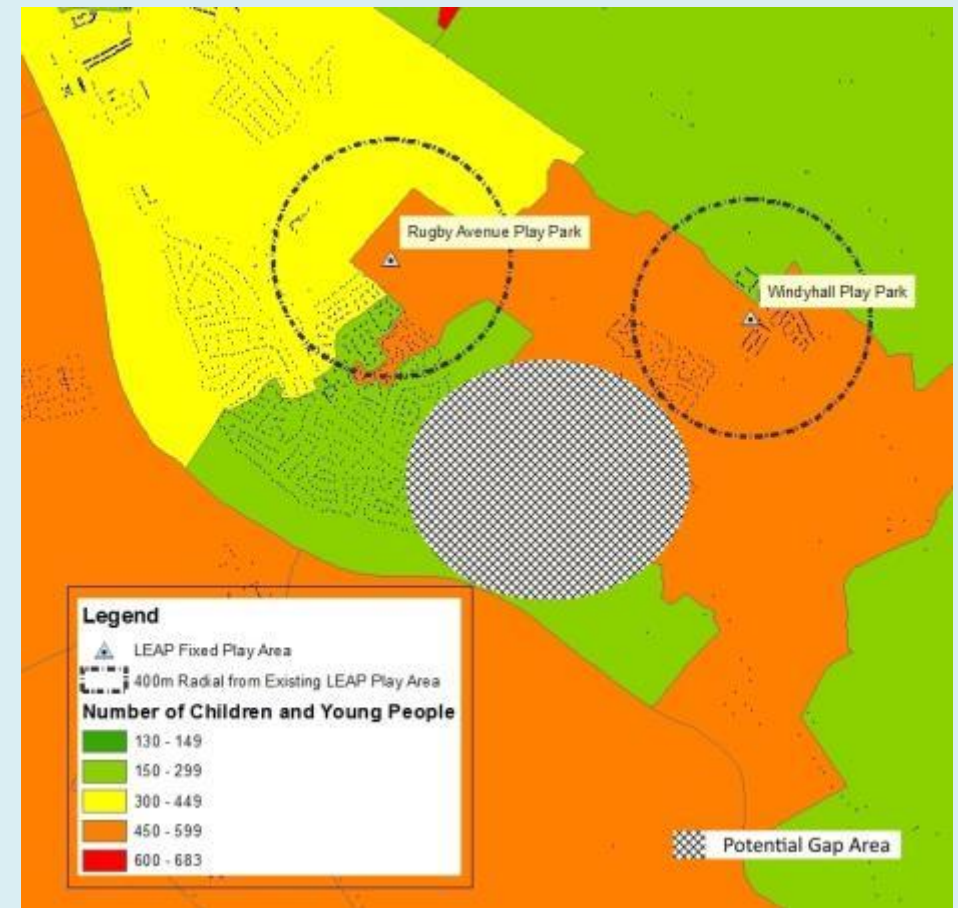 Rugby Avenue Play Park
Windyhall Play Park
Legend
LEAP Fixed Play Area
400m Radial from Existing LEAP Play Area
Number of Children and Young People
130 - 149
150 - 299
300 - 449
450 - 599
600 - 683
Potential Gap Area